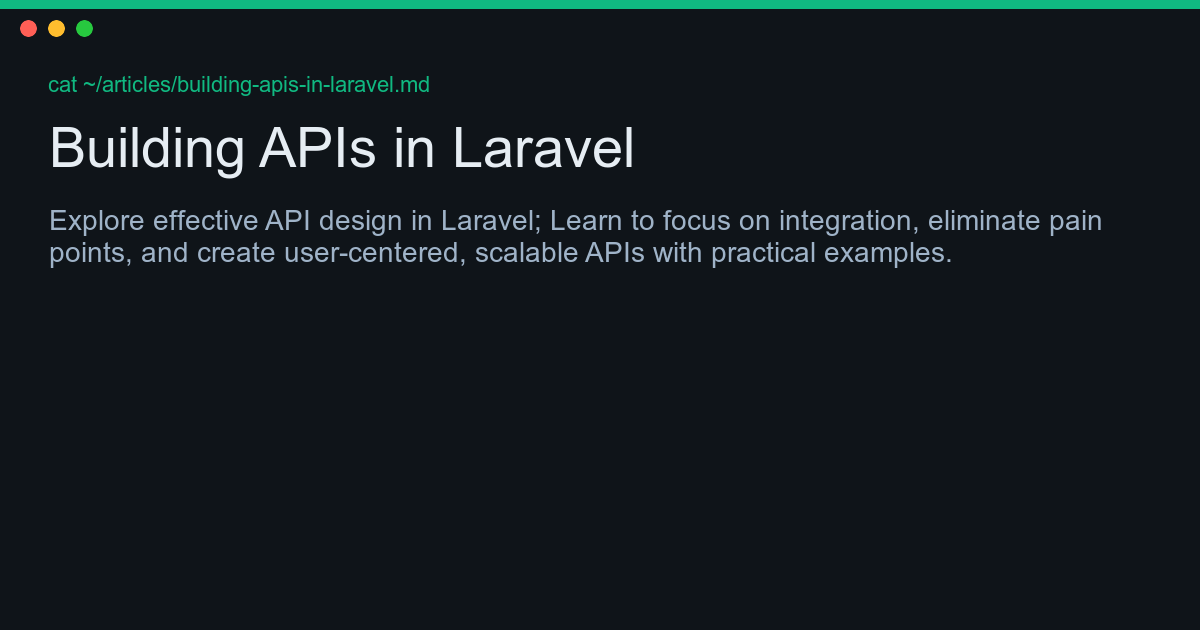 cat ~/articles/building-apis-in-laravel.md
Building APIs in Laravel
Explore effective API design in Laravel; Learn to focus on integration, eliminate pain
points, and create user-centered, scalable APIs with practical examples.